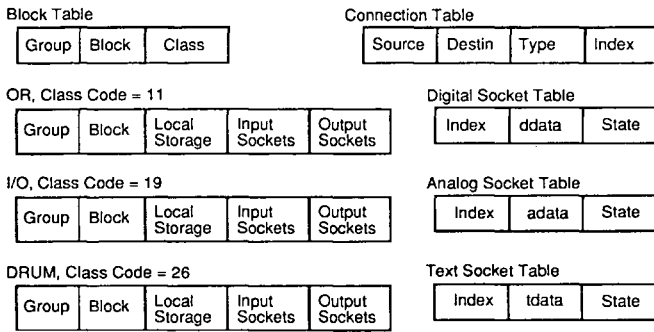 Block Table
Group Block Class
Connection Table
Source Destin Type Index
OR, Class Code = 11
Group Block Local Storage Input Sockets Output Sockets
Digital Socket Table
Index ddata State
I/O, Class Code = 19
Group Block Local Storage Input Sockets Output Sockets
Analog Socket Table
Index adata State
DRUM, Class Code = 26
Group Block Local Storage Input Sockets Output Sockets
Text Socket Table
Index tdata State